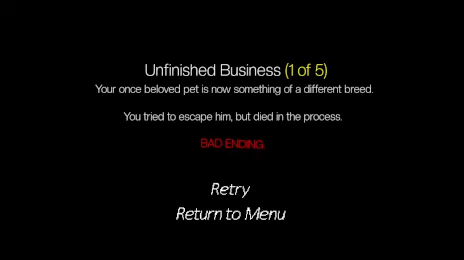 Unfinished Business (1 of 5)
Your once beloved pet is now something of a different breed.
You tried to escape him, but died in the process.
BAD ENDING
Retry
Return to Menu